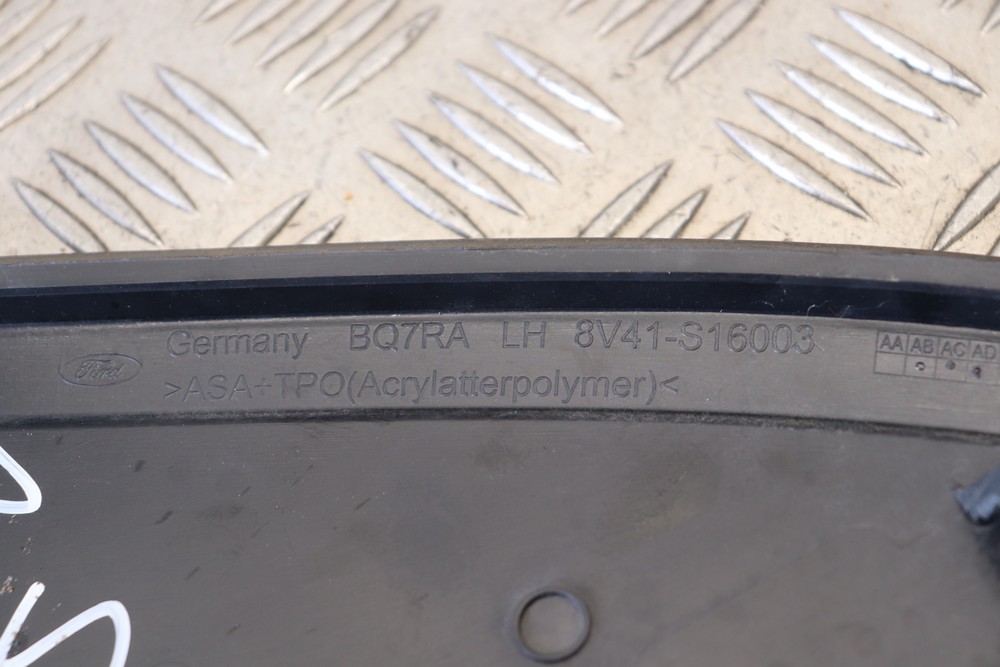 Germany BQ7RA LH 8V41-S16003
AA AB AC AD
Ford
>ASA+TPO(Acrylatterpolymer)<